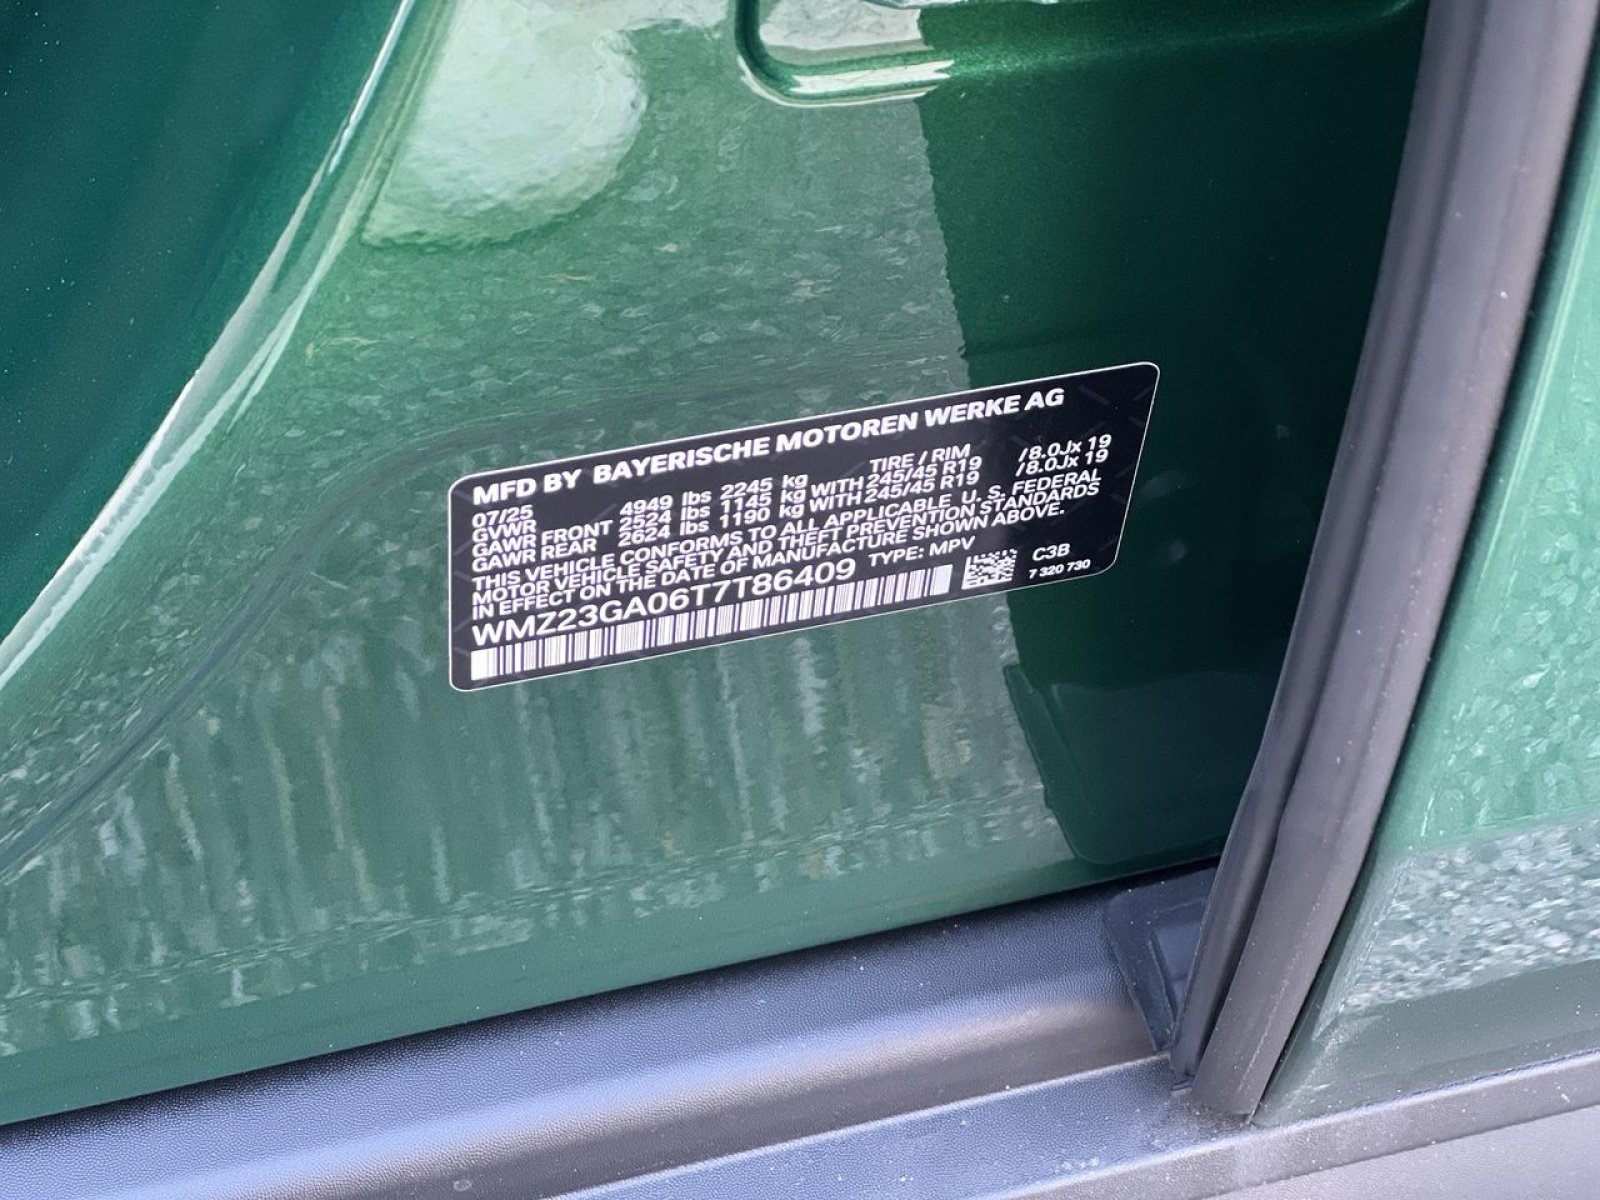 MFD BY BAYERISCHE MOTOREN WERKE AG
07/25 TIRE / RIM
GVWR 4949 lbs 2245 kg
GAWR FRONT 2524 lbs 1145 kg WITH 245/45 R19 /8.0Jx 19
GAWR REAR 2624 lbs 1190 kg WITH 245/45 R19 /8.0Jx 19
THIS VEHICLE CONFORMS TO ALL APPLICABLE U. S. FEDERAL
MOTOR VEHICLE SAFETY AND THEFT PREVENTION STANDARDS
IN EFFECT ON THE DATE OF MANUFACTURE SHOWN ABOVE.
WMZ23GA06T7T86409 TYPE: MPV
C3B
7 320 730